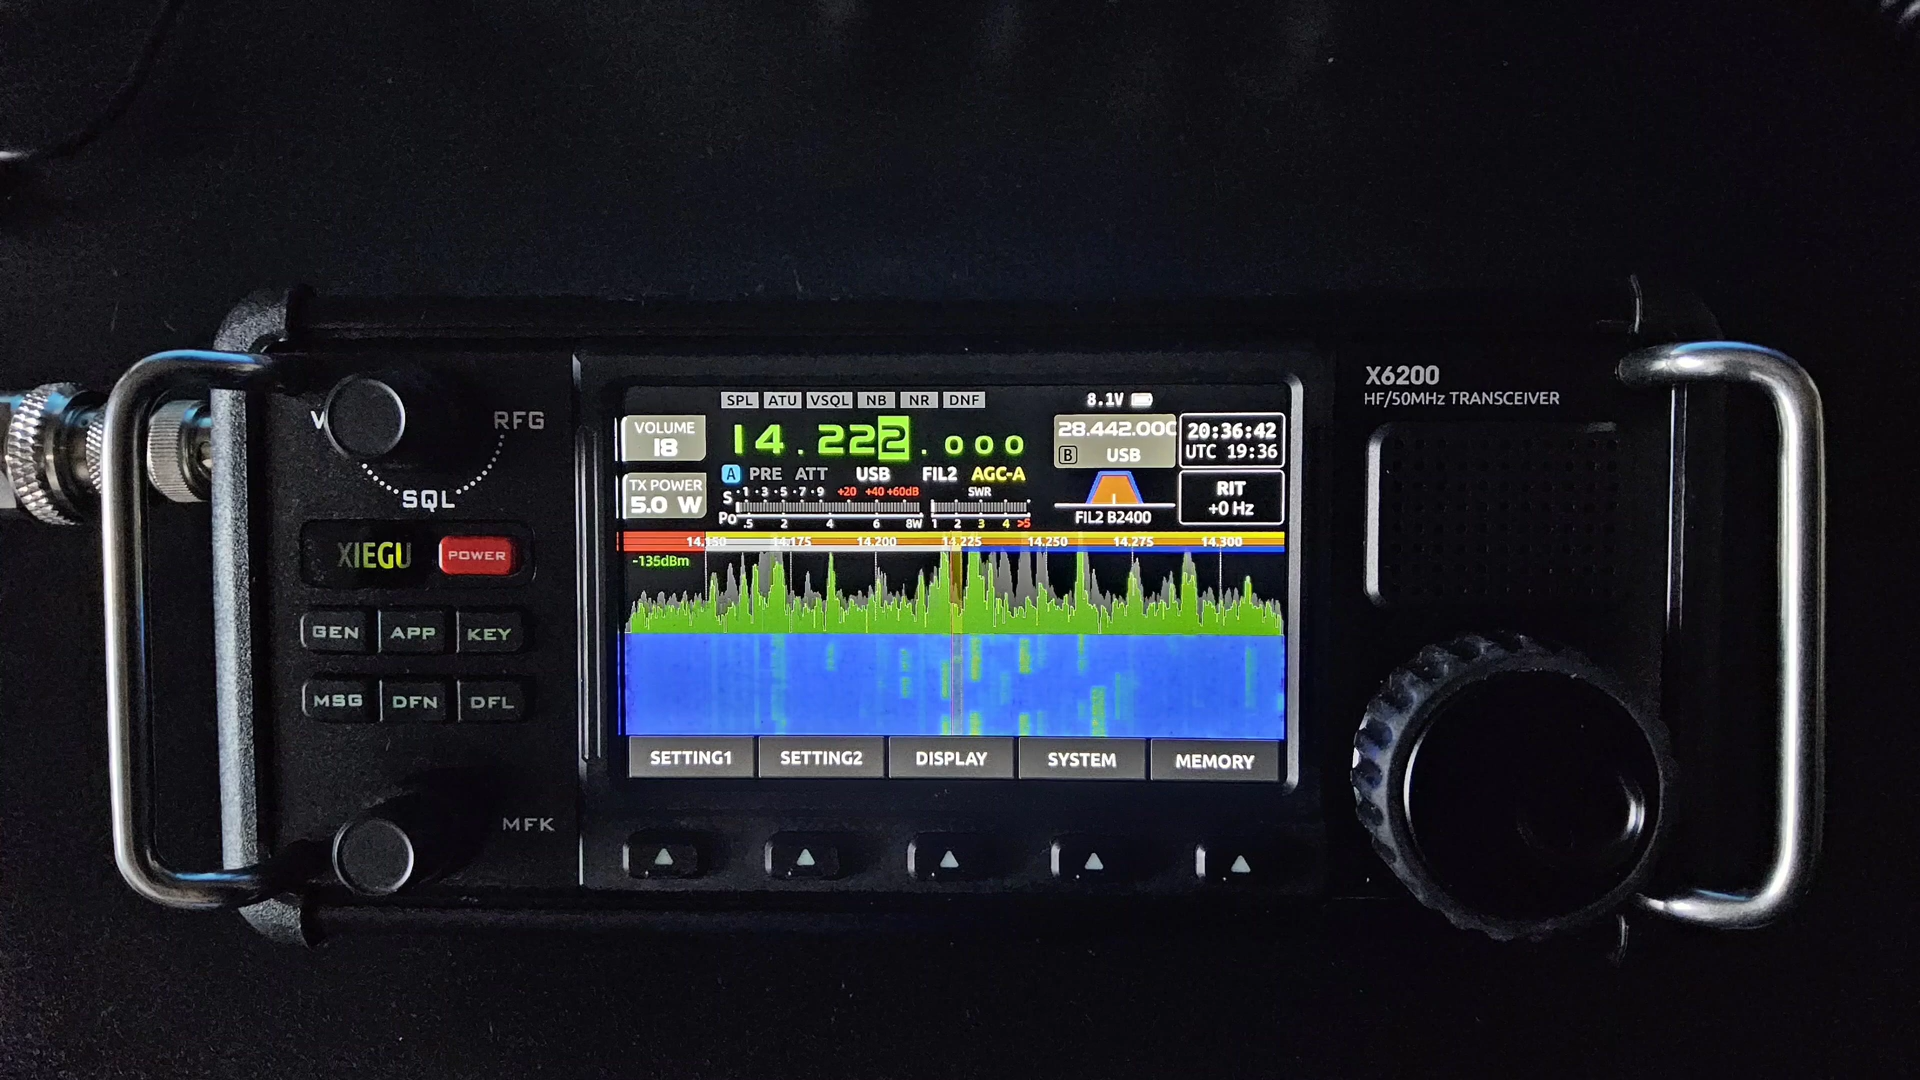 X6200
HF/50MHz TRANSCEIVER
V
RFG
SQL
XIEGU
POWER
GEN APP KEY
MSG DFN DFL
MFK
SPL ATU VSQL NB NR DNF
8.1V
VOLUME
18
14.222.000
28.442.000
B USB
20:36:42
UTC 19:36
TX POWER
5.0 W
A PRE ATT USB FIL2 AGC-A
S 1 3 5 7 9 +20 +40 +60dB
SWR
Po .5 2 4 6 8W
1 2 3 4 >5
FIL2 B2400
RIT
+0 Hz
14.150 14.175 14.200 14.225 14.250 14.275 14.300
-135dBm
SETTING1 SETTING2 DISPLAY SYSTEM MEMORY